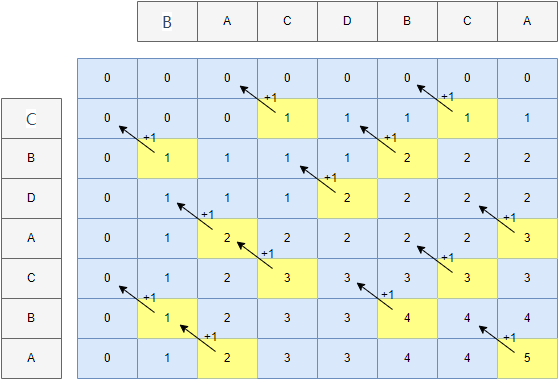 B A C D B C A
0 0 0 0 0 0 0 0
+1 +1
C 0 0 0 1 1 1 1 1
+1 +1
B 0 1 1 1 1 2 2 2
+1
D 0 1 1 1 2 2 2 2
+1 +1
A 0 1 2 2 2 2 2 3
+1 +1
C 0 1 2 3 3 3 3 3
+1 +1
B 0 1 2 3 3 4 4 4
+1 +1
A 0 1 2 3 3 4 4 5